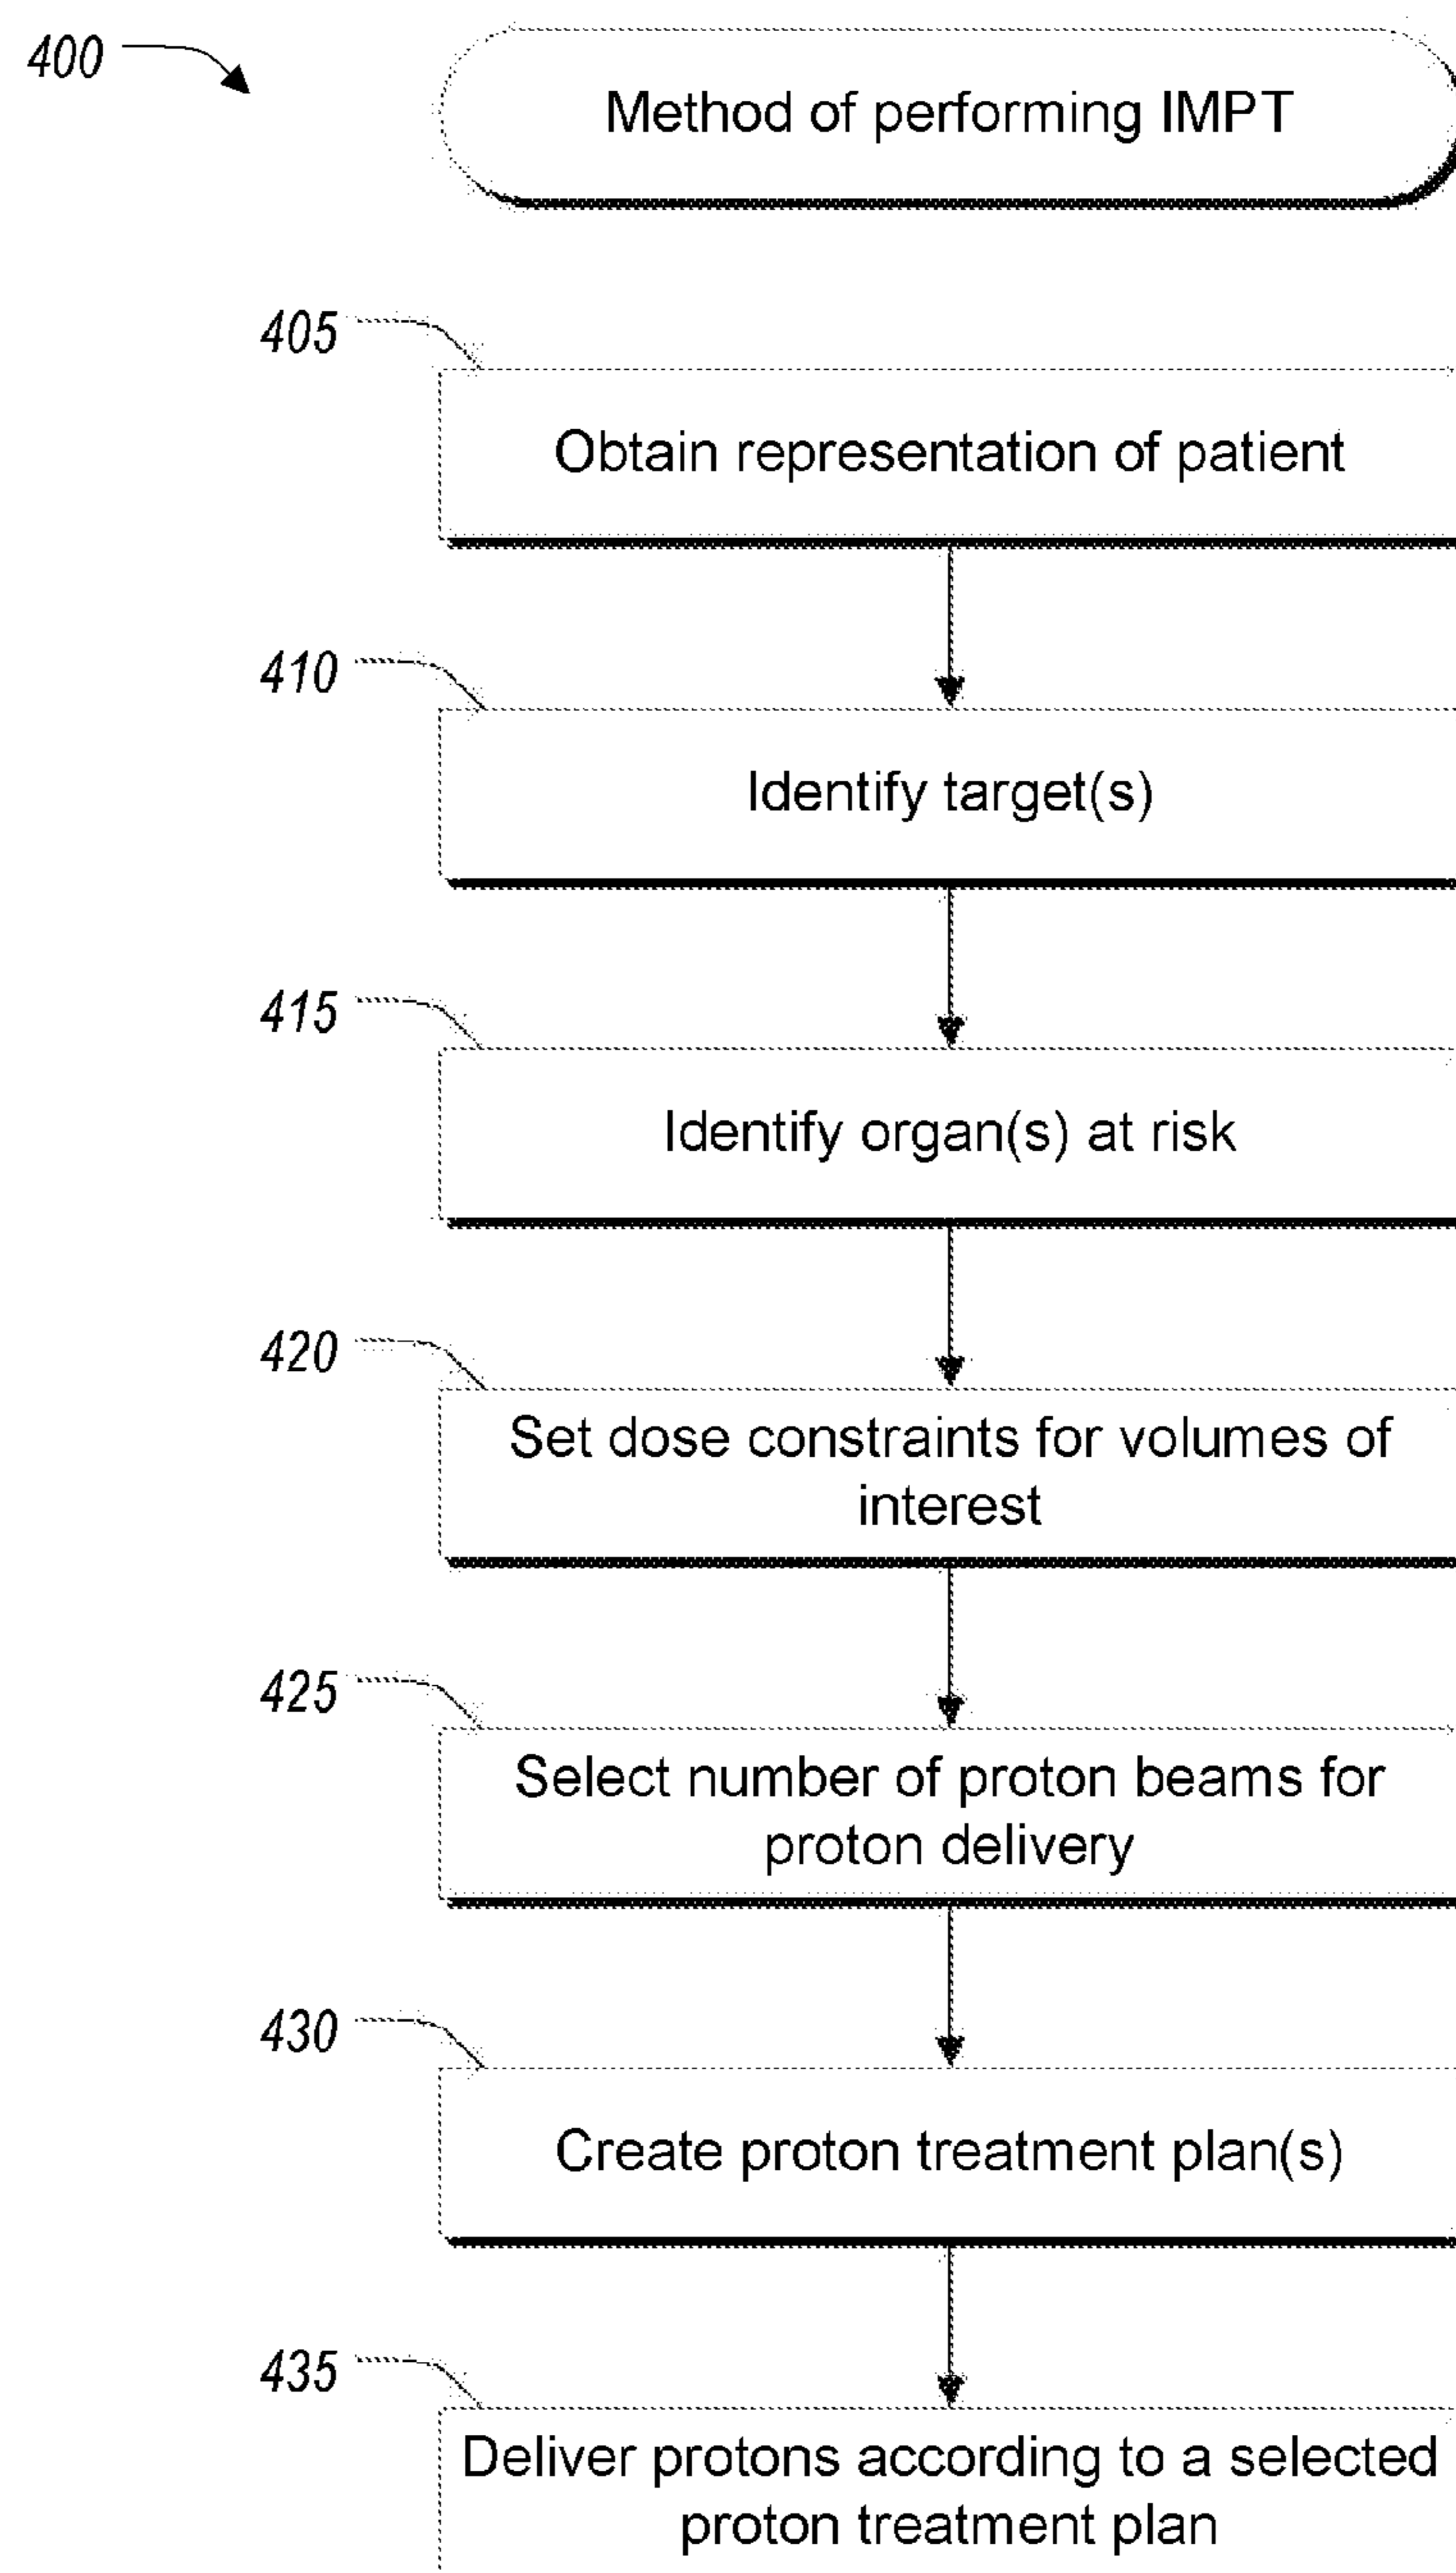 400
Method of performing IMPT
405
Obtain representation of patient
410
Identify target(s)
415
Identify organ(s) at risk
420
Set dose constraints for volumes of
interest
425
Select number of proton beams for
proton delivery
430
Create proton treatment plan(s)
435
Deliver protons according to a selected
proton treatment plan